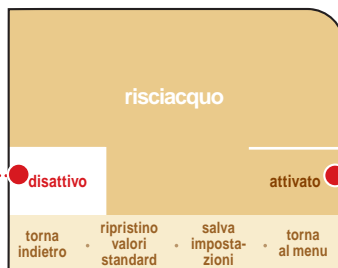 risciacquo
disattivo
attivato
torna
indietro
ripristino
valori
standard
salva
imposta-
zioni
torna
al menu